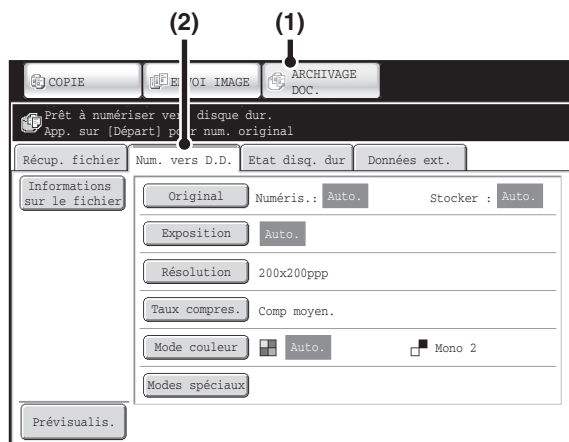 (2) (1)
COPIE
ENVOI IMAGE
ARCHIVAGE
DOC.
Prêt à numériser vers disque dur.
App. sur [Départ] pour num. original
Récup. fichier
Num. vers D.D.
Etat disq. dur
Données ext.
Informations
sur le fichier
Original Numéris.: Auto. Stocker : Auto.
Exposition Auto.
Résolution 200x200ppp
Taux compres. Comp moyen.
Mode couleur Auto. Mono 2
Modes spéciaux
Prévisualis.